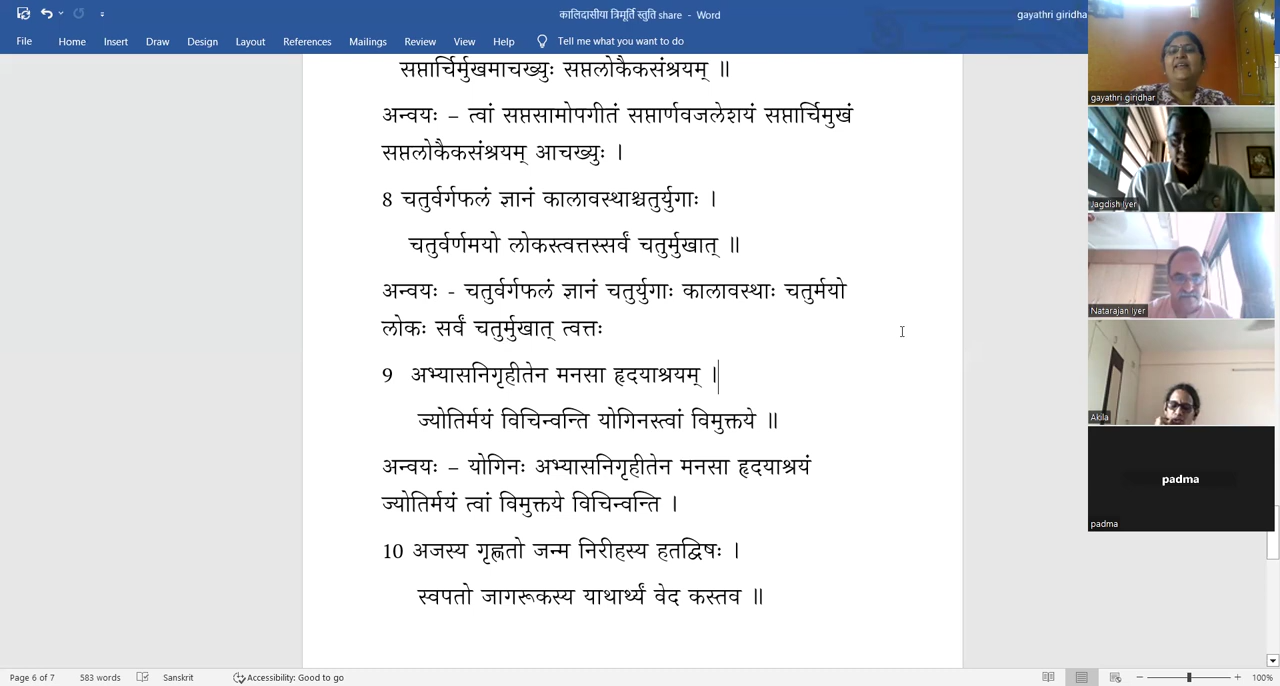 कालिदासीया त्रिमूर्ति स्तुति share - Word
gayathri giridha
File Home Insert Draw Design Layout References Mailings Review View Help Tell me what you want to do
सप्तार्चिर्मुखमाचख्युः सप्तलोकैकसंश्रयम् ॥
अन्वयः – त्वां सप्तसामोपगीतं सप्तार्णवजलेशयं सप्तार्चिमुखं
सप्तलोकैकसंश्रयम् आचख्युः ।
8 चतुर्वर्गफलं ज्ञानं कालावस्थाश्चतुर्युगाः ।
चतुर्वर्णमयो लोकस्त्वत्तस्सर्वं चतुर्मुखात् ॥
अन्वयः - चतुर्वर्गफलं ज्ञानं चतुर्युगाः कालावस्थाः चतुर्मयो
लोकः सर्वं चतुर्मुखात् त्वत्तः
9 अभ्यासनिगृहीतेन मनसा हृदयाश्रयम् ।
ज्योतिर्मयं विचिन्वन्ति योगिनस्त्वां विमुक्तये ॥
अन्वयः – योगिनः अभ्यासनिगृहीतेन मनसा हृदयाश्रयं
ज्योतिर्मयं त्वां विमुक्तये विचिन्वन्ति ।
10 अजस्य गृह्णतो जन्म निरीहस्य हतद्विषः ।
स्वपतो जागरूकस्य याथार्थ्यं वेद कस्तव ॥
gayathri giridhar
Jagdish Iyer
Natarajan Iyer
Akila
padma
padma
Page 6 of 7 583 words Sanskrit Accessibility: Good to go 100%